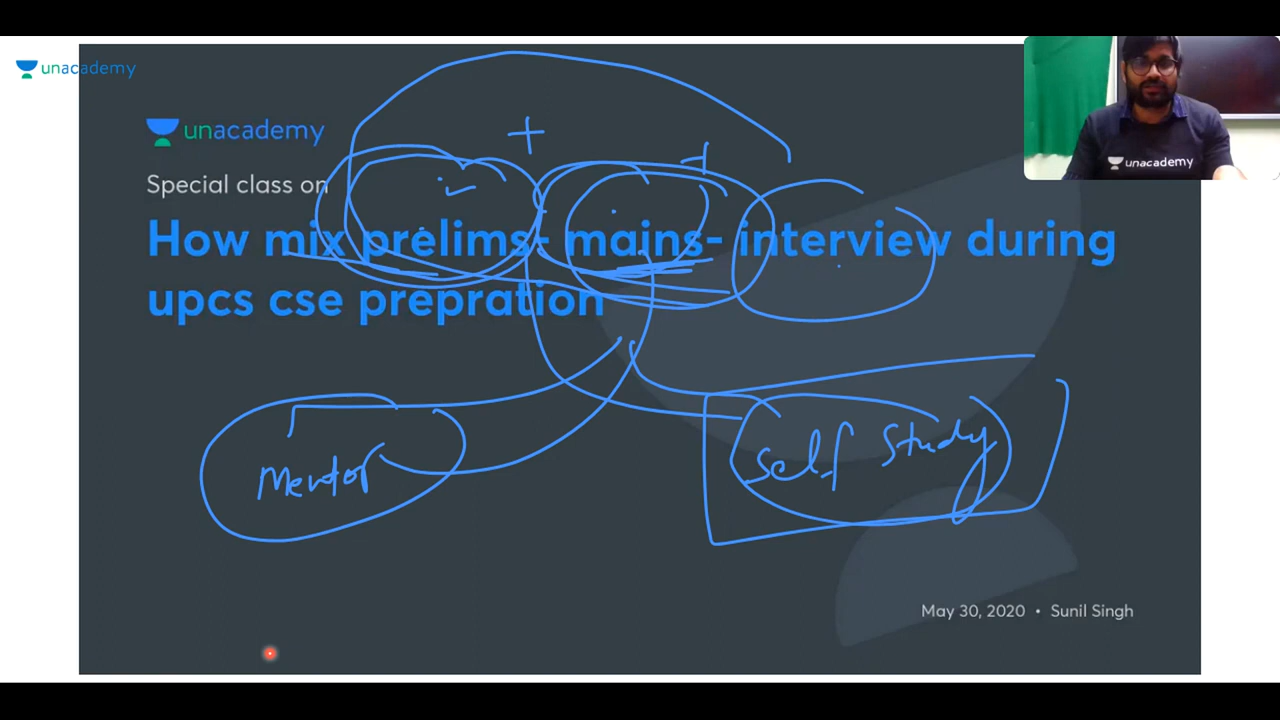 unacademy
unacademy
unacademy
Special class on
How mix prelims- mains- interview during
upcs cse prepration
+
+
Mentor
Self Study
May 30, 2020 • Sunil Singh